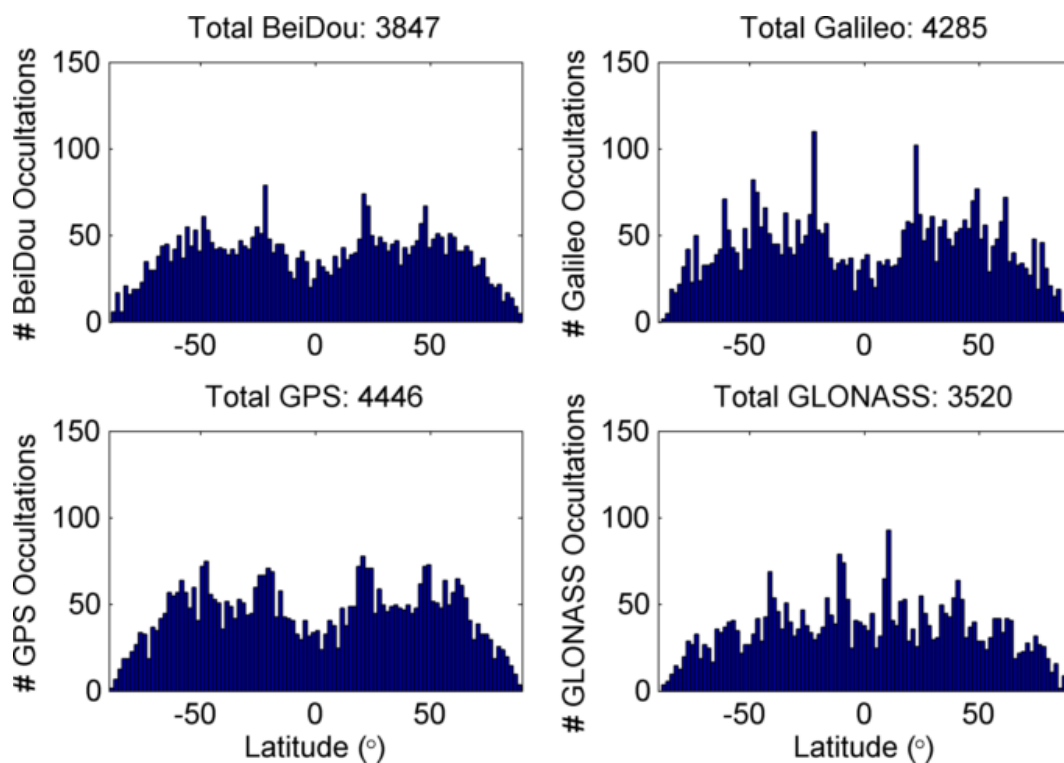 Total BeiDou: 3847
# BeiDou Occultations
150
100
50
0
-50
0
50
Total Galileo: 4285
# Galileo Occultations
150
100
50
0
-50
0
50
Total GPS: 4446
# GPS Occultations
150
100
50
0
-50
0
50
Latitude (°)
Total GLONASS: 3520
# GLONASS Occultations
150
100
50
0
-50
0
50
Latitude (°)